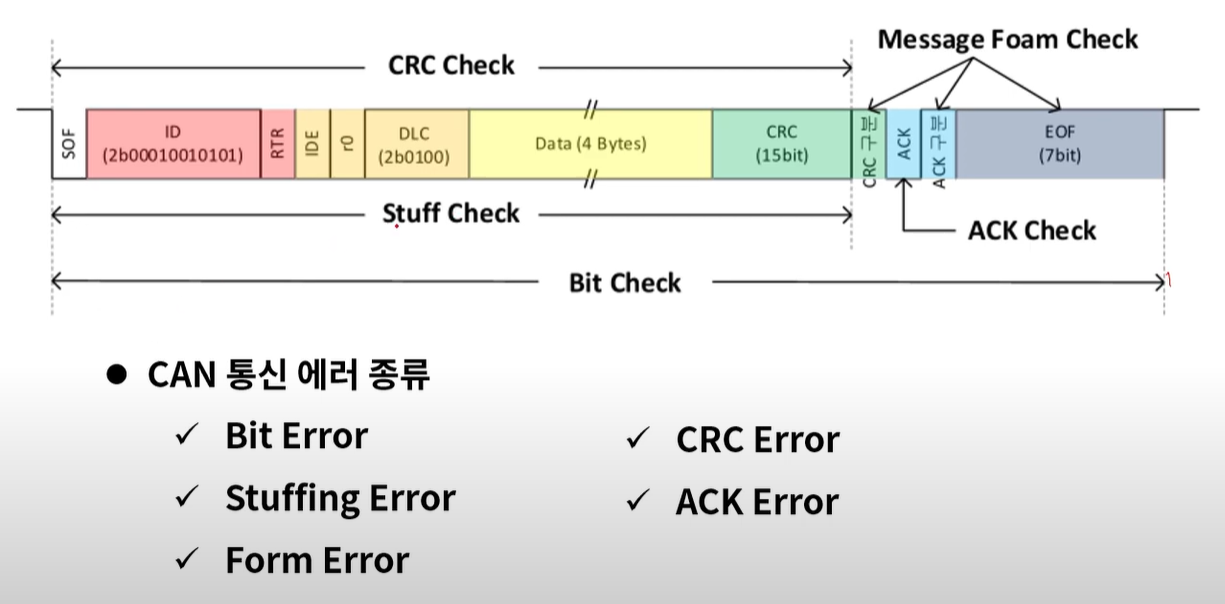 Message Foam Check
CRC Check
SOF
ID
(2b00010010101)
RTR
IDE
r0
DLC
(2b0100)
Data (4 Bytes)
CRC
(15bit)
CRC 구분
ACK
ACK 구분
EOF
(7bit)
Stuff Check
ACK Check
Bit Check
1
● CAN 통신 에러 종류
✓ Bit Error
✓ CRC Error
✓ Stuffing Error
✓ ACK Error
✓ Form Error